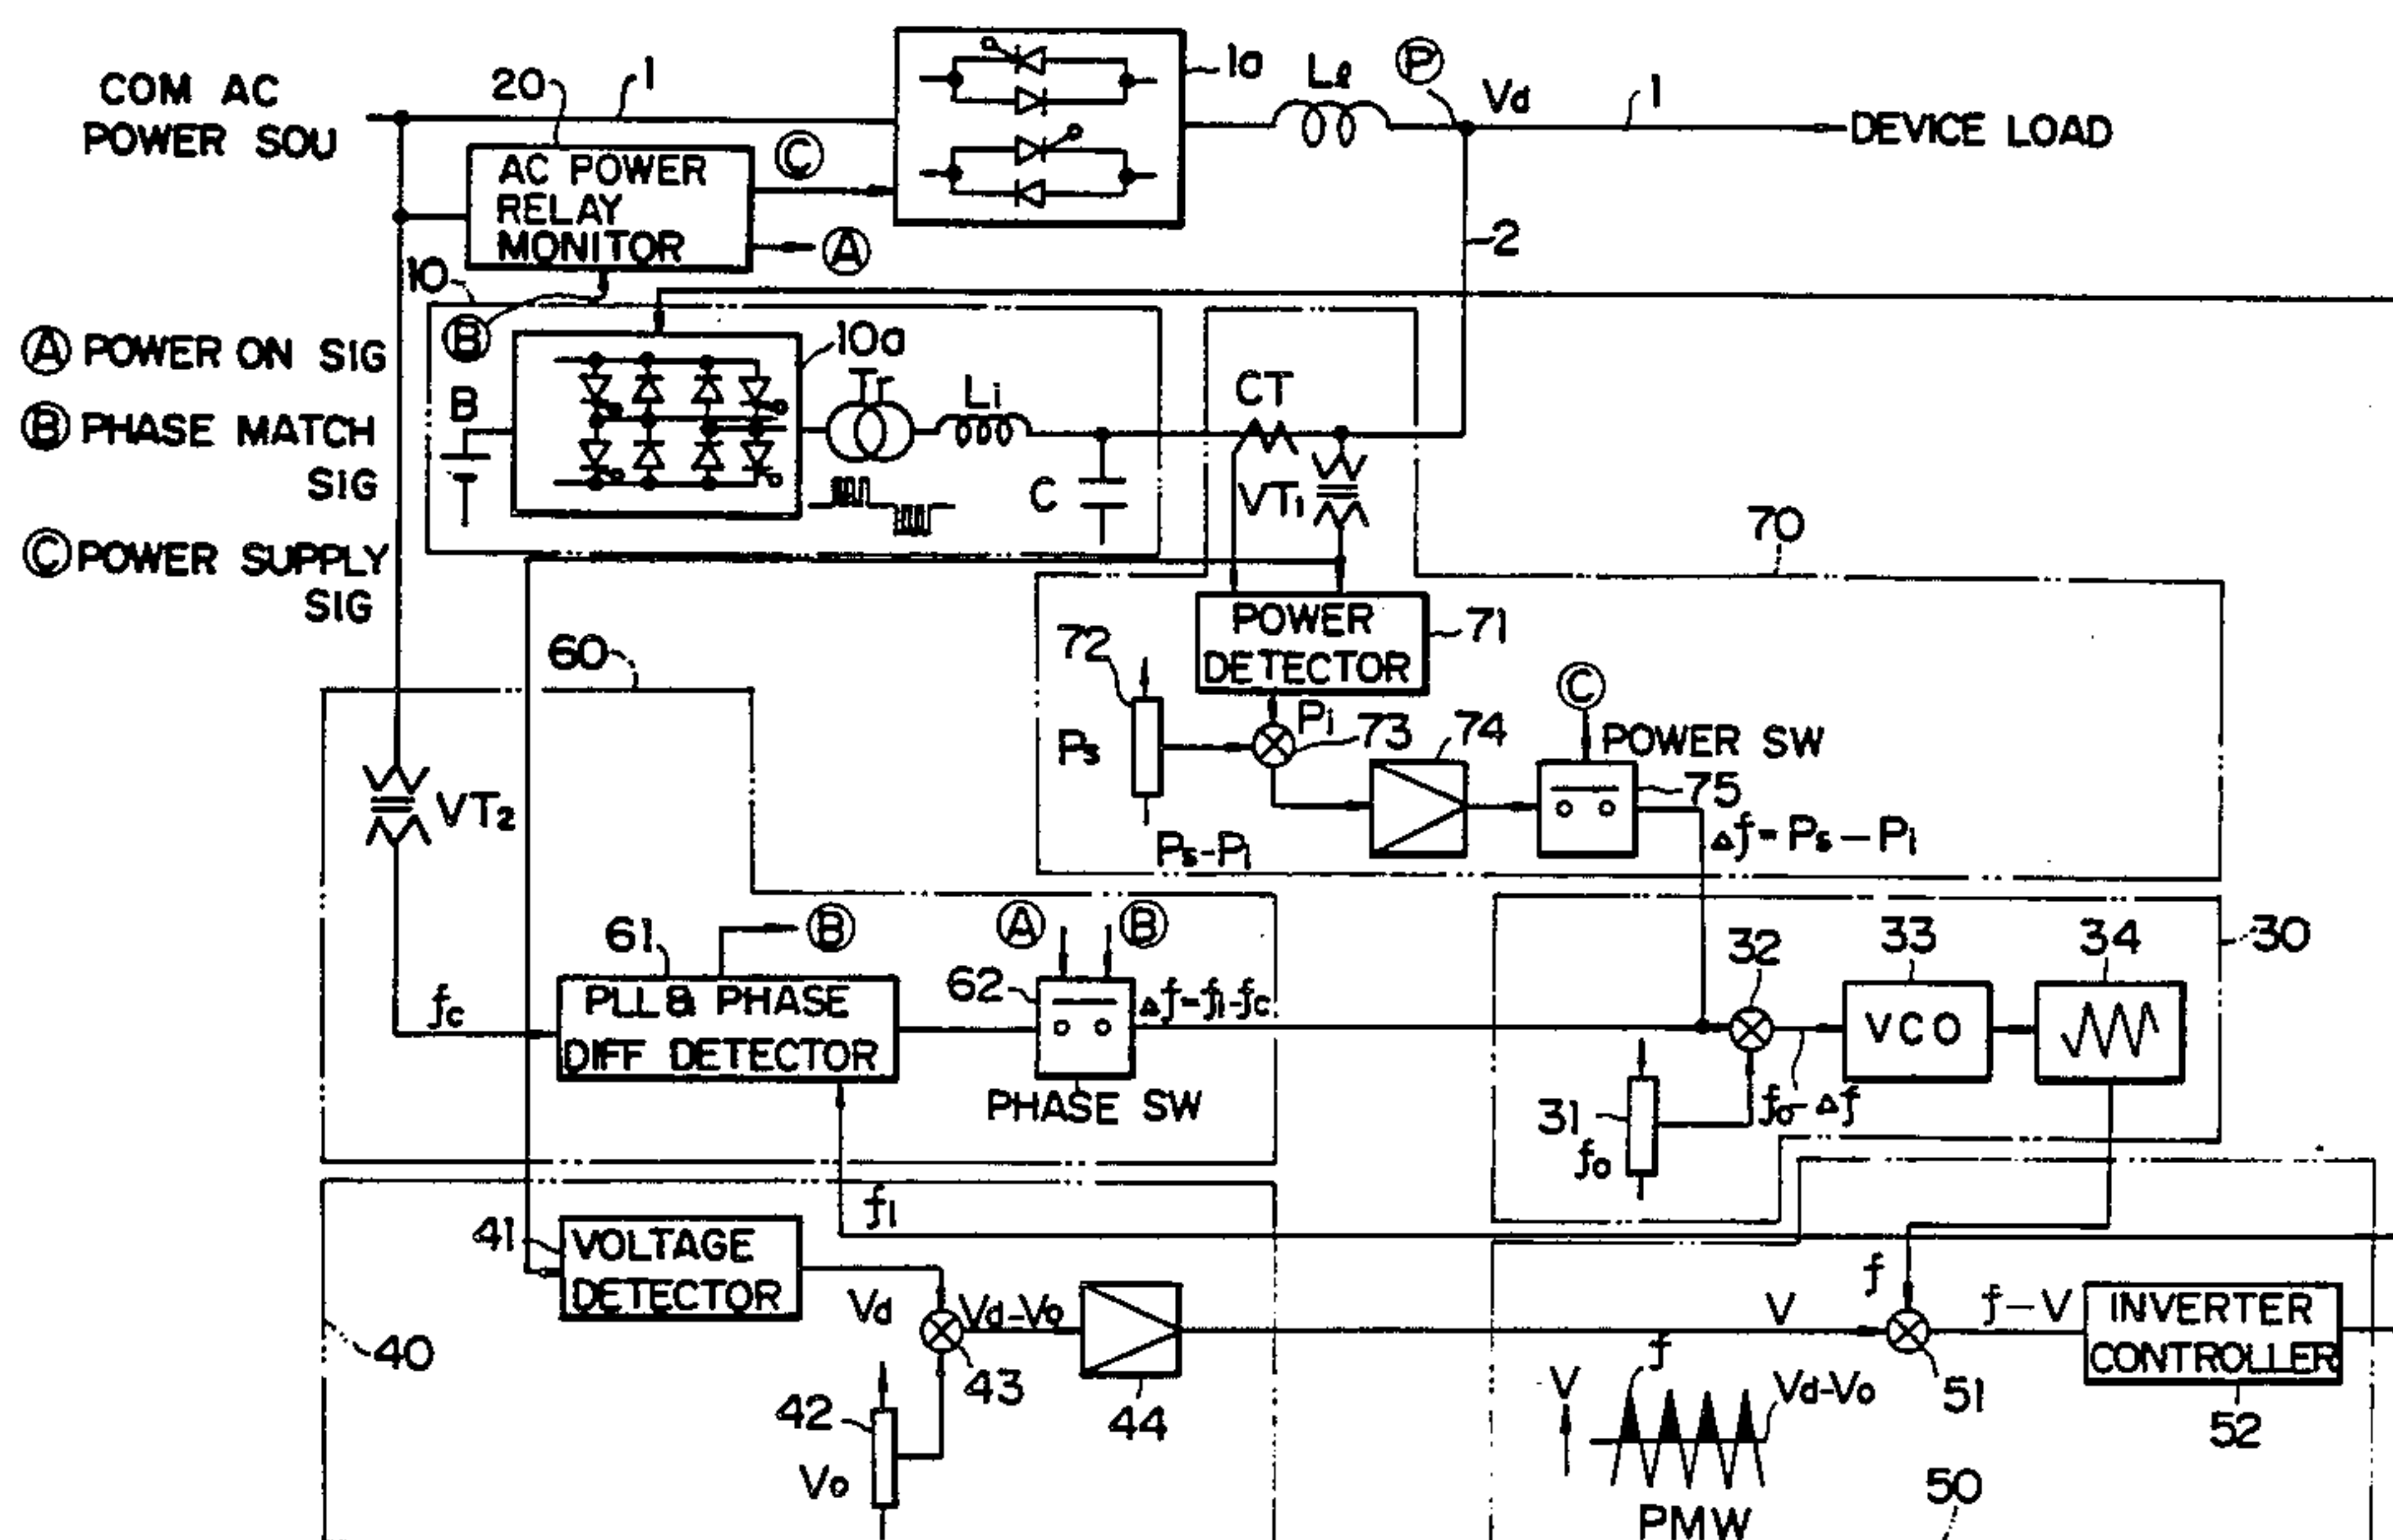 COM AC
POWER SOU
20
1
1a
Lℓ
P
Vd
1
DEVICE LOAD
AC POWER
RELAY
MONITOR
C
A
2
10
B
10a
Tr
Li
B
C
CT
VT1
A POWER ON SIG
B PHASE MATCH
SIG
C POWER SUPPLY
SIG
70
POWER
DETECTOR
71
72
Ps
Pi
73
74
C
POWER SW
75
Ps-Pi
Δf=Ps-Pi
60
VT2
fc
61
B
PLL & PHASE
DIFF DETECTOR
A
B
62
Δf=fi-fc
PHASE SW
32
33
34
30
VCO
31
fo
fo-Δf
fi
41
VOLTAGE
DETECTOR
40
Vd
Vd-Vo
43
44
42
Vo
f
V
f-V
INVERTER
CONTROLLER
51
52
V
f
Vd-Vo
PMW
50